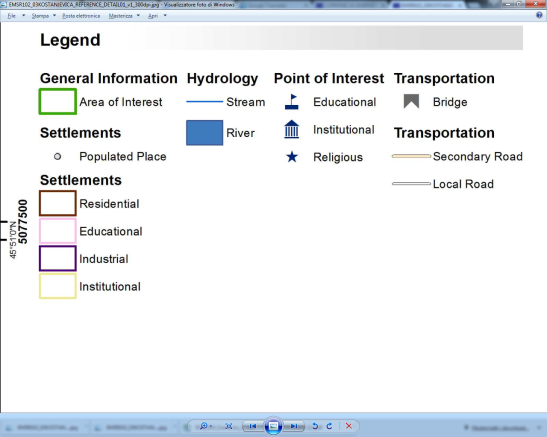 EMSR102_03KOSTANJEVICA_REFERENCE_DETAIL01_v1_300dpi.jpg - Visualizzatore foto di Windows
File Stampa Posta elettronica Masterizza Apri
Legend
General Information
Area of Interest
Settlements
Populated Place
Settlements
Residential
Educational
Industrial
Institutional
Hydrology
Stream
River
Point of Interest
Educational
Institutional
Religious
Transportation
Bridge
Transportation
Secondary Road
Local Road
45°51'0"N
5077500